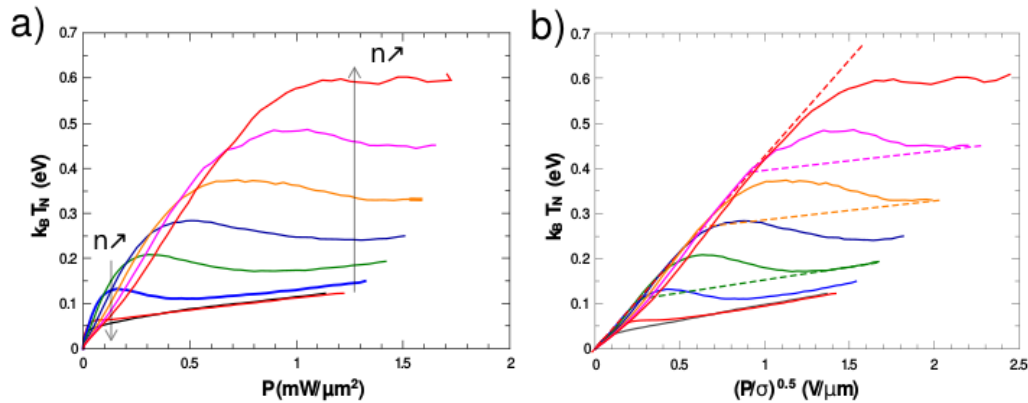 a)
n↗
n↗
0.7
0.6
0.5
0.4
0.3
0.2
0.1
0
k_B T_N (eV)
0 0.5 1 1.5 2
P(mW/μm²)
b)
0.7
0.6
0.5
0.4
0.3
0.2
0.1
0
k_B T_N (eV)
0 0.5 1 1.5 2 2.5
(P/σ)^0.5 (V/μm)